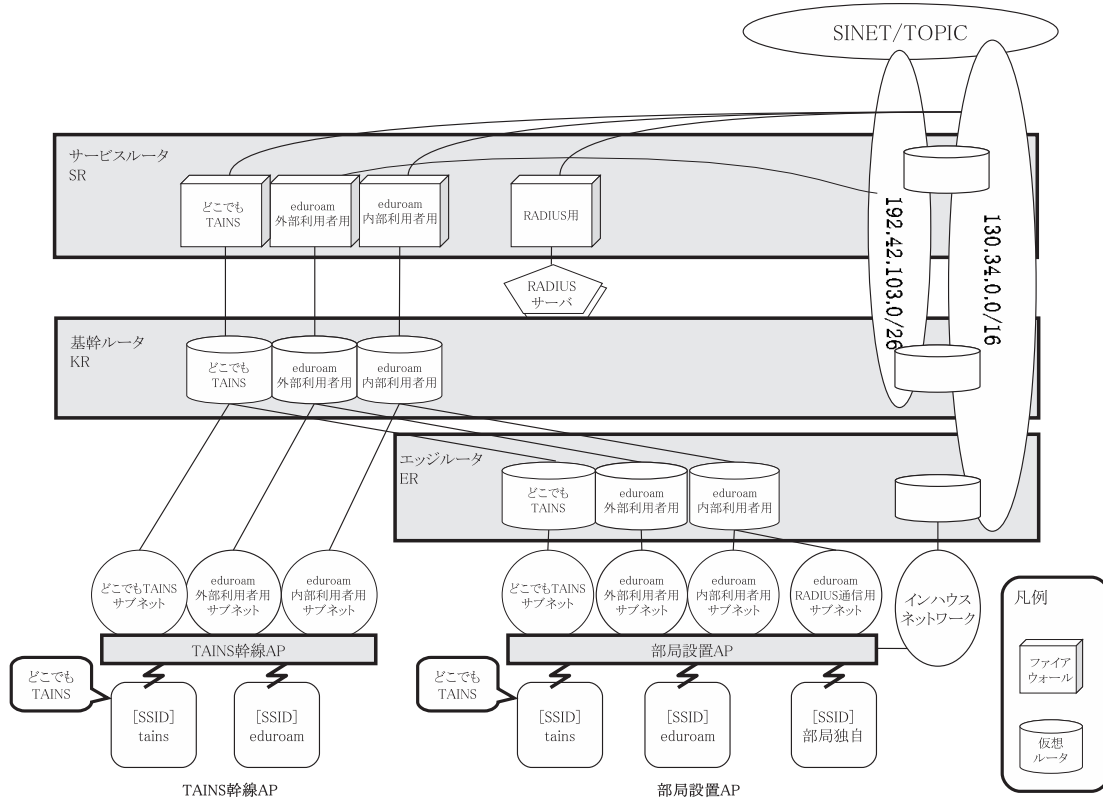 SINET/TOPIC
サービスルータ
SR
どこでも
TAINS
eduroam
外部利用者用
eduroam
内部利用者用
RADIUS用
192.42.103.0/26
130.34.0.0/16
RADIUS
サーバ
基幹ルータ
KR
どこでも
TAINS
eduroam
外部利用者用
eduroam
内部利用者用
エッジルータ
ER
どこでも
TAINS
eduroam
外部利用者用
eduroam
内部利用者用
どこでもTAINS
サブネット
eduroam
外部利用者用
サブネット
eduroam
内部利用者用
サブネット
どこでもTAINS
サブネット
eduroam
外部利用者用
サブネット
eduroam
内部利用者用
サブネット
eduroam
RADIUS通信用
サブネット
インハウス
ネットワーク
TAINS幹線AP
部局設置AP
どこでも
TAINS
[SSID]
tains
[SSID]
eduroam
どこでも
TAINS
[SSID]
tains
[SSID]
eduroam
[SSID]
部局独自
TAINS幹線AP
部局設置AP
凡例
ファイア
ウォール
仮想
ルータ